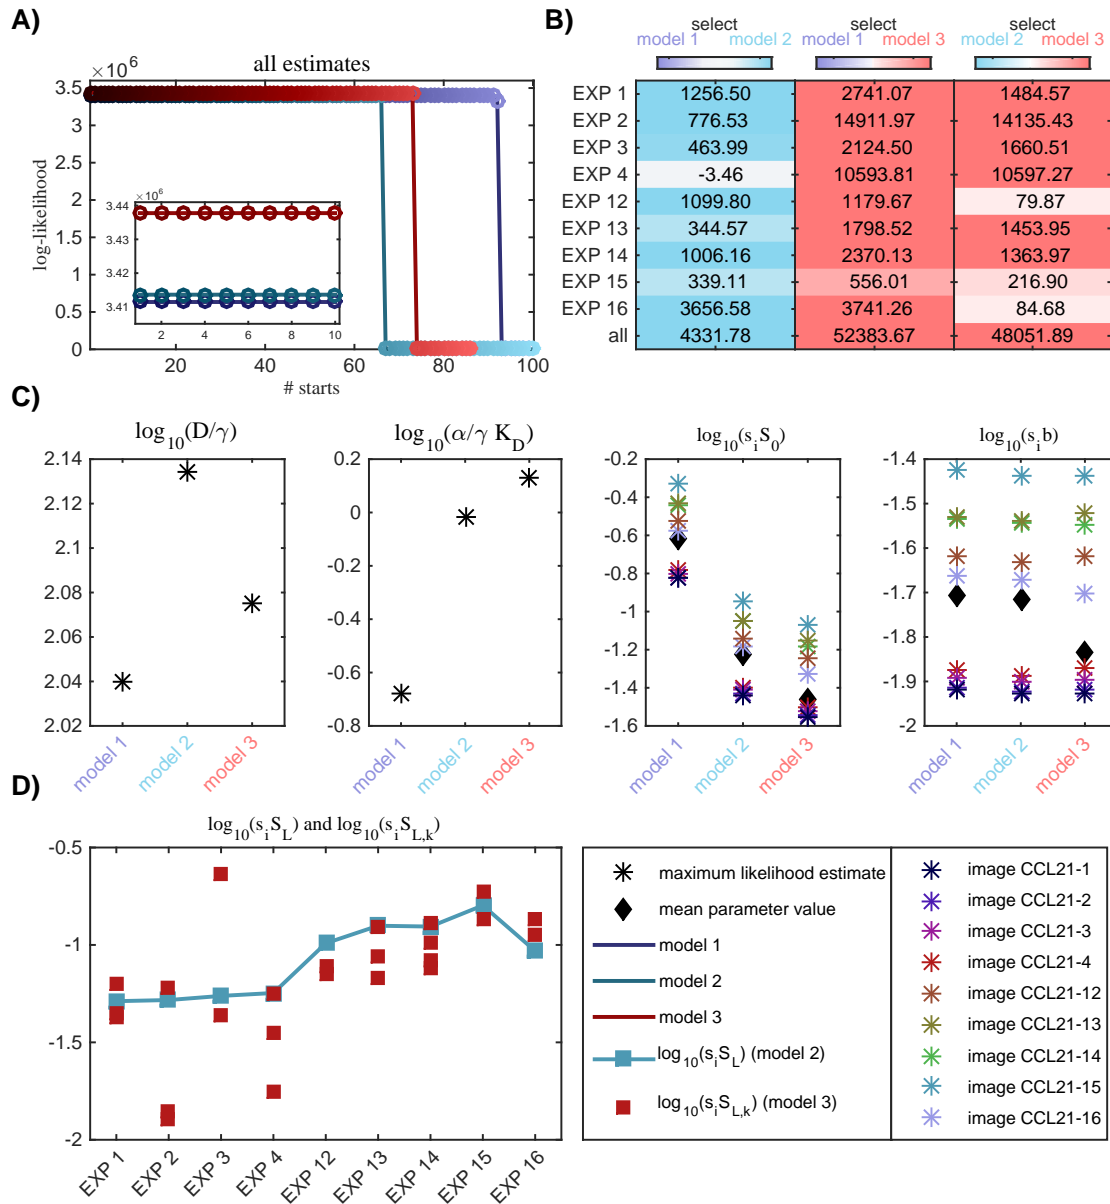 A)
all estimates
×10^6
3.5
3
2.5
2
1.5
1
0.5
0
log-likelihood
20 40 60 80 100
# starts
×10^6
3.44
3.43
3.42
3.41
2 4 6 8 10
B)
select select select
model 1 model 2 model 1 model 3 model 2 model 3
EXP 1 1256.50 2741.07 1484.57
EXP 2 776.53 14911.97 14135.43
EXP 3 463.99 2124.50 1660.51
EXP 4 -3.46 10593.81 10597.27
EXP 12 1099.80 1179.67 79.87
EXP 13 344.57 1798.52 1453.95
EXP 14 1006.16 2370.13 1363.97
EXP 15 339.11 556.01 216.90
EXP 16 3656.58 3741.26 84.68
all 4331.78 52383.67 48051.89
C)
log10(D/γ)
2.14
2.12
2.1
2.08
2.06
2.04
2.02
model 1 model 2 model 3
log10(α/γ K_D)
0.2
0
-0.2
-0.4
-0.6
-0.8
model 1 model 2 model 3
log10(s_iS_0)
-0.2
-0.4
-0.6
-0.8
-1
-1.2
-1.4
-1.6
model 1 model 2 model 3
log10(s_ib)
-1.4
-1.5
-1.6
-1.7
-1.8
-1.9
-2
model 1 model 2 model 3
D)
log10(s_iS_L) and log10(s_iS_L,k)
-0.5
-1
-1.5
-2
EXP 1 EXP 2 EXP 3 EXP 4 EXP 12 EXP 13 EXP 14 EXP 15 EXP 16
maximum likelihood estimate
mean parameter value
model 1
model 2
model 3
log10(s_iS_L) (model 2)
log10(s_iS_L,k) (model 3)
image CCL21-1
image CCL21-2
image CCL21-3
image CCL21-4
image CCL21-12
image CCL21-13
image CCL21-14
image CCL21-15
image CCL21-16